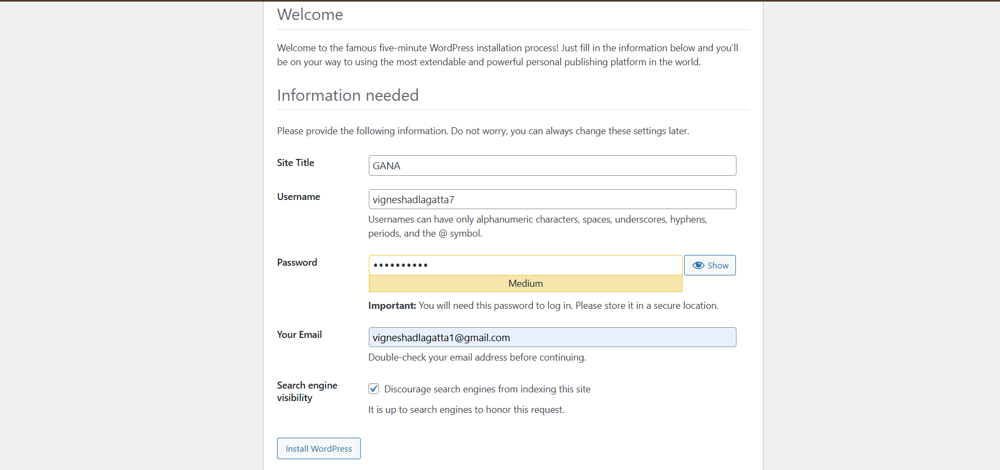 Welcome
Welcome to the famous five-minute WordPress installation process! Just fill in the information below and you’ll
be on your way to using the most extendable and powerful personal publishing platform in the world.
Information needed
Please provide the following information. Do not worry, you can always change these settings later.
Site Title
GANA
Username
vigneshadlagatta7
Usernames can have only alphanumeric characters, spaces, underscores, hyphens,
periods, and the @ symbol.
Password
••••••••••
Show
Medium
Important: You will need this password to log in. Please store it in a secure location.
Your Email
vigneshadlagatta1@gmail.com
Double-check your email address before continuing.
Search engine
visibility
Discourage search engines from indexing this site
It is up to search engines to honor this request.
Install WordPress